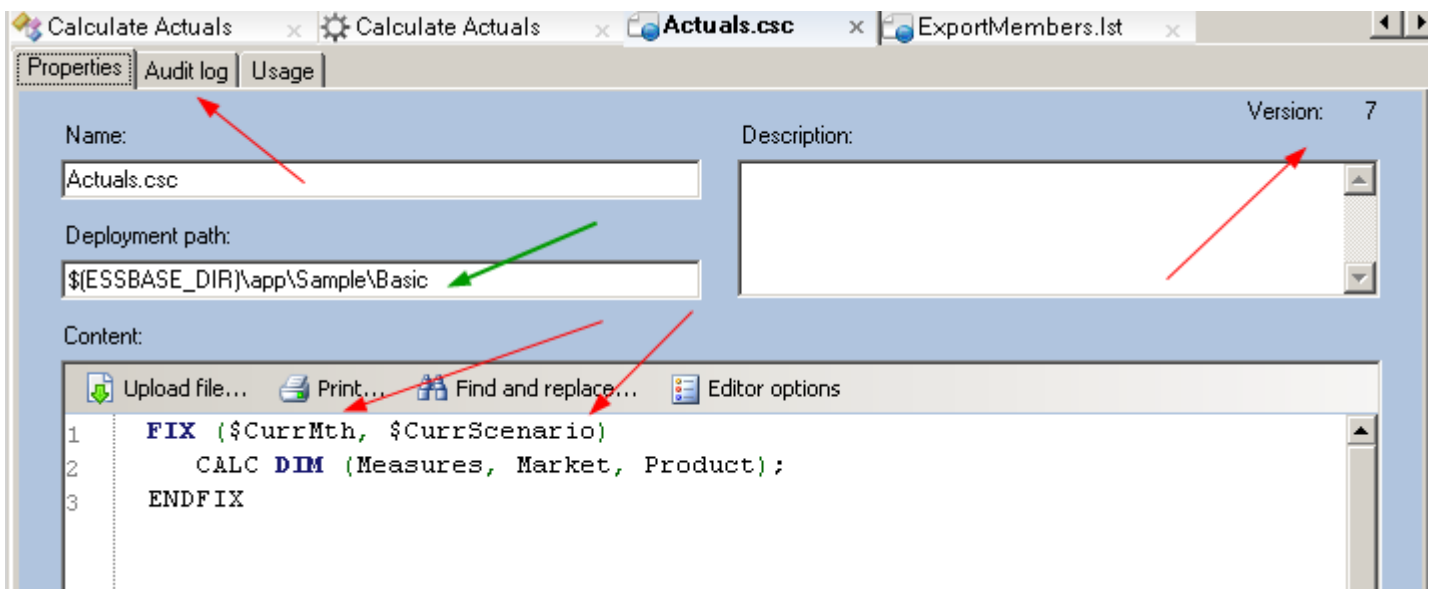 Calculate Actuals Calculate Actuals Actuals.csc ExportMembers.lst
Properties Audit log Usage
Version: 7
Name: Description:
Actuals.csc
Deployment path:
$(ESSBASE_DIR)\app\Sample\Basic
Content:
Upload file... Print... Find and replace... Editor options
1 FIX ($CurrMth, $CurrScenario)
2 CALC DIM (Measures, Market, Product);
3 ENDFIX